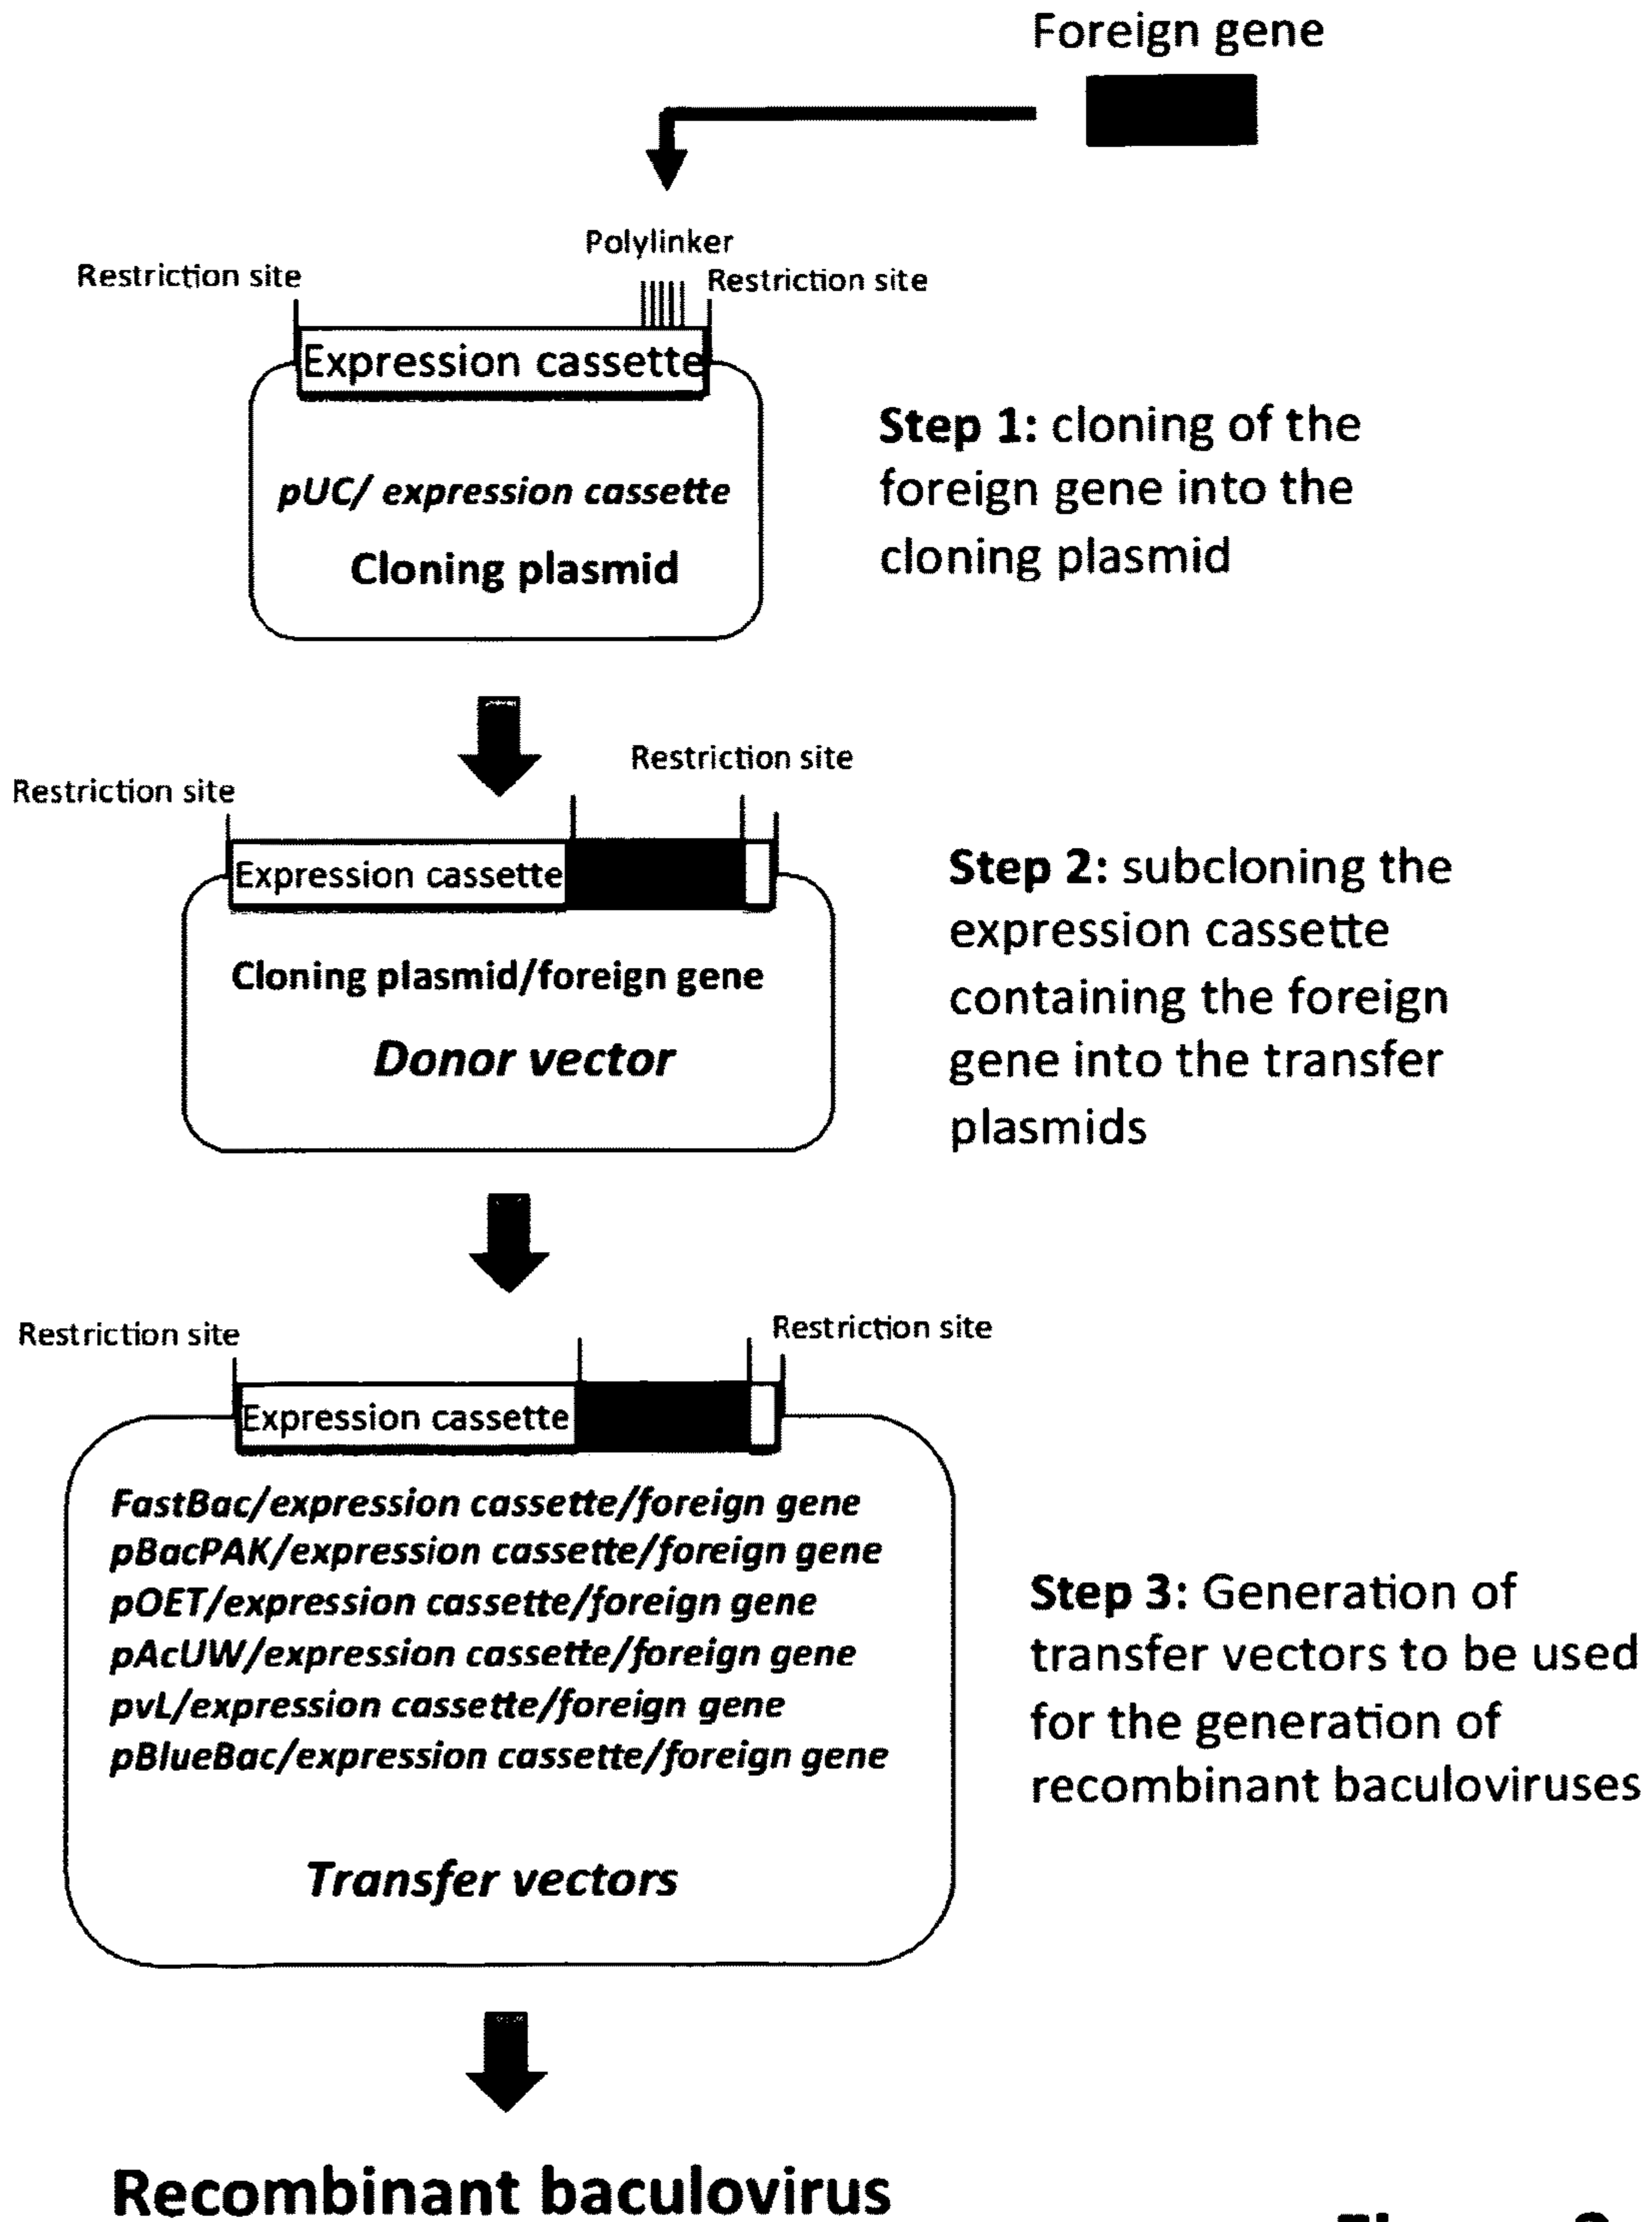 Foreign gene
Polylinker
Restriction site
Restriction site
Expression cassette
pUC/ expression cassette
Cloning plasmid
Step 1: cloning of the
foreign gene into the
cloning plasmid
Restriction site
Restriction site
Expression cassette
Cloning plasmid/foreign gene
Donor vector
Step 2: subcloning the
expression cassette
containing the foreign
gene into the transfer
plasmids
Restriction site
Restriction site
Expression cassette
FastBac/expression cassette/foreign gene
pBacPAK/expression cassette/foreign gene
pOET/expression cassette/foreign gene
pAcUW/expression cassette/foreign gene
pvL/expression cassette/foreign gene
pBlueBac/expression cassette/foreign gene
Transfer vectors
Step 3: Generation of
transfer vectors to be used
for the generation of
recombinant baculoviruses
Recombinant baculovirus